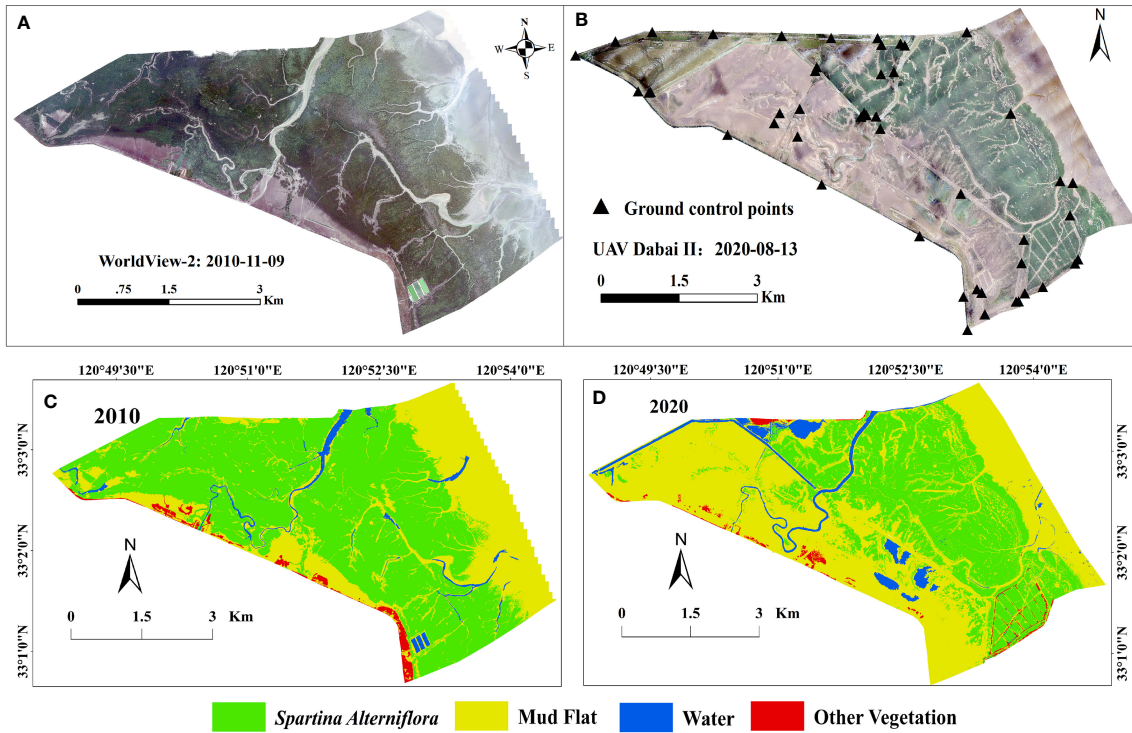 A
N
W E
S
WorldView-2: 2010-11-09
0 .75 1.5 3
Km
B
N
Ground control points
UAV Dabai II： 2020-08-13
0 1.5 3
Km
120°49'30"E 120°51'0"E 120°52'30"E 120°54'0"E
C
2010
33°3'0"N
33°2'0"N
33°1'0"N
N
0 1.5 3 Km
120°49'30"E 120°51'0"E 120°52'30"E 120°54'0"E
D
2020
33°3'0"N
33°2'0"N
33°1'0"N
N
0 1.5 3 Km
Spartina Alterniflora Mud Flat Water Other Vegetation